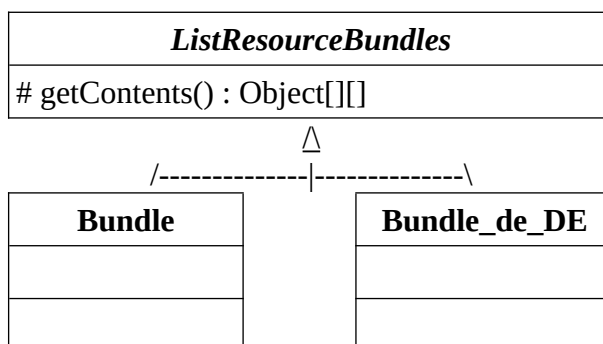 ListResourceBundles
# getContents() : Object[][]
/\
/--------------|--------------\
Bundle Bundle_de_DE